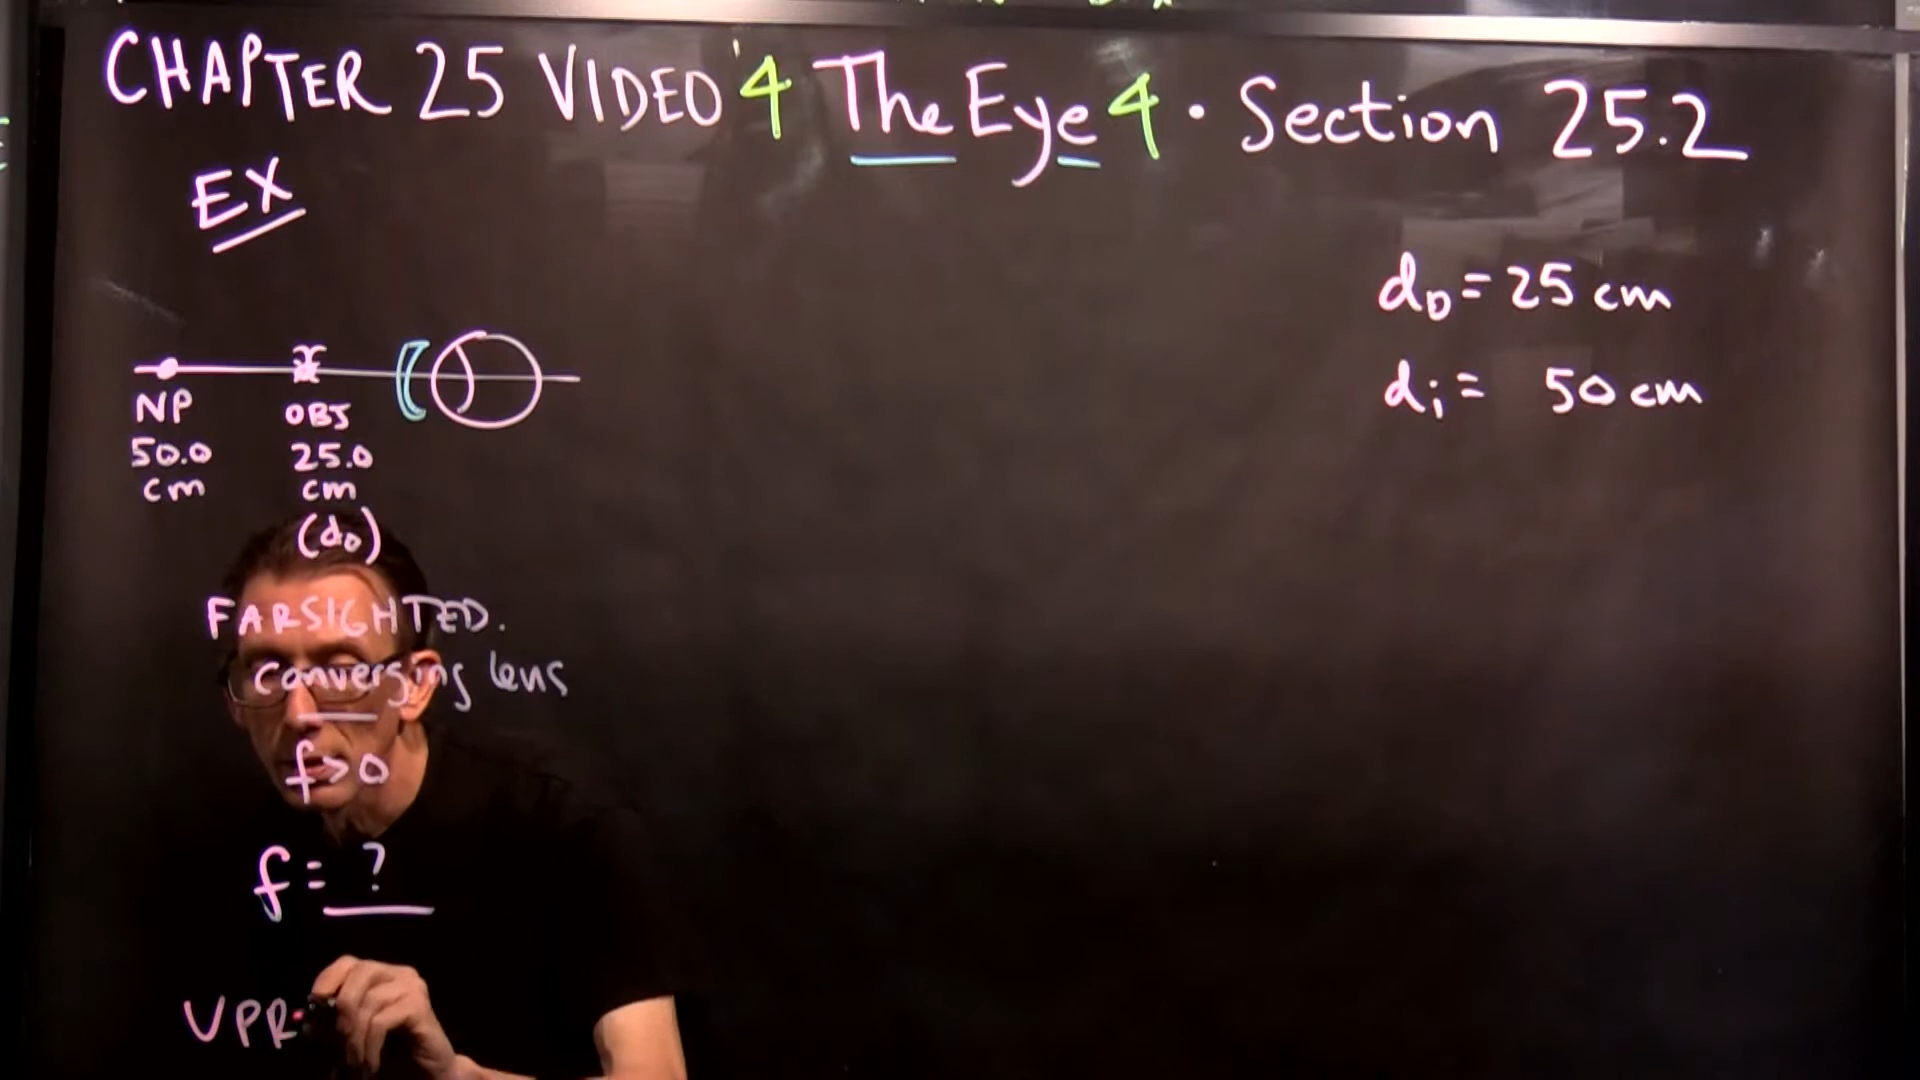 CHAPTER 25 VIDEO 4 The Eye 4 • Section 25.2
EX
do = 25 cm
di = 50 cm
NP
50.0
cm
OBJ
25.0
cm
(do)
FARSIGHTED.
converging lens
f>0
f = ?
UPR